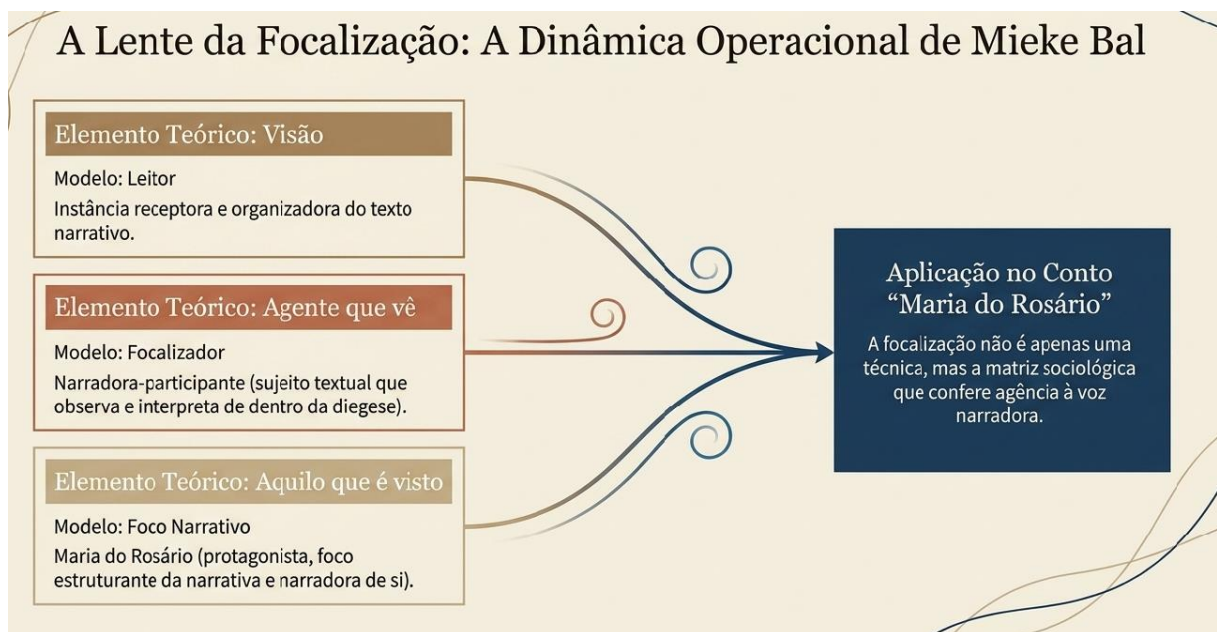 A Lente da Focalização: A Dinâmica Operacional de Mieke Bal
Elemento Teórico: Visão
Modelo: Leitor
Instância receptora e organizadora do texto
narrativo.
Elemento Teórico: Agente que vê
Modelo: Focalizador
Narradora-participante (sujeito textual que
observa e interpreta de dentro da diegese).
Elemento Teórico: Aquilo que é visto
Modelo: Foco Narrativo
Maria do Rosário (protagonista, foco
estruturante da narrativa e narradora de si).
Aplicação no Conto
“Maria do Rosário”
A focalização não é apenas uma
técnica, mas a matriz sociológica
que confere agência à voz
narradora.